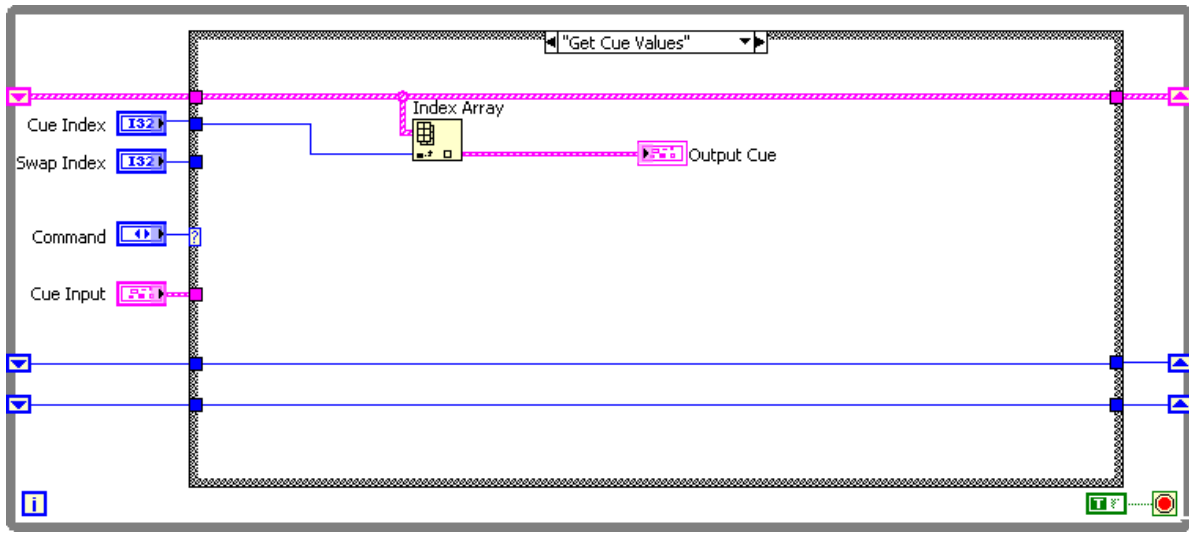 "Get Cue Values"
Index Array
Cue Index I32
Output Cue
Swap Index I32
Command
?
Cue Input
i
T